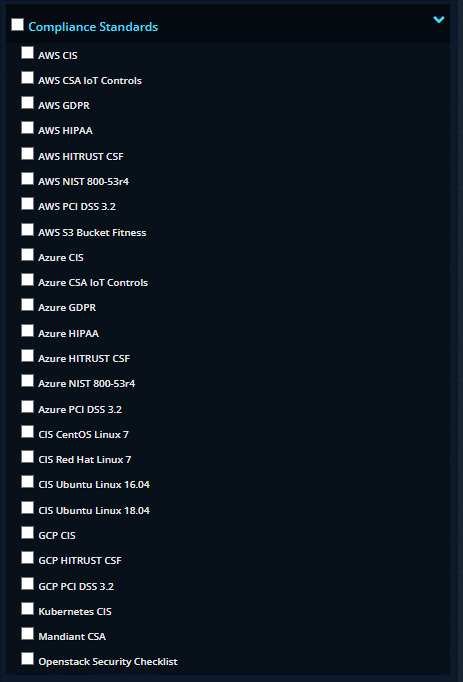 Compliance Standards
AWS CIS
AWS CSA IoT Controls
AWS GDPR
AWS HIPAA
AWS HITRUST CSF
AWS NIST 800-53r4
AWS PCI DSS 3.2
AWS S3 Bucket Fitness
Azure CIS
Azure CSA IoT Controls
Azure GDPR
Azure HIPAA
Azure HITRUST CSF
Azure NIST 800-53r4
Azure PCI DSS 3.2
CIS CentOS Linux 7
CIS Red Hat Linux 7
CIS Ubuntu Linux 16.04
CIS Ubuntu Linux 18.04
GCP CIS
GCP HITRUST CSF
GCP PCI DSS 3.2
Kubernetes CIS
Mandiant CSA
Openstack Security Checklist